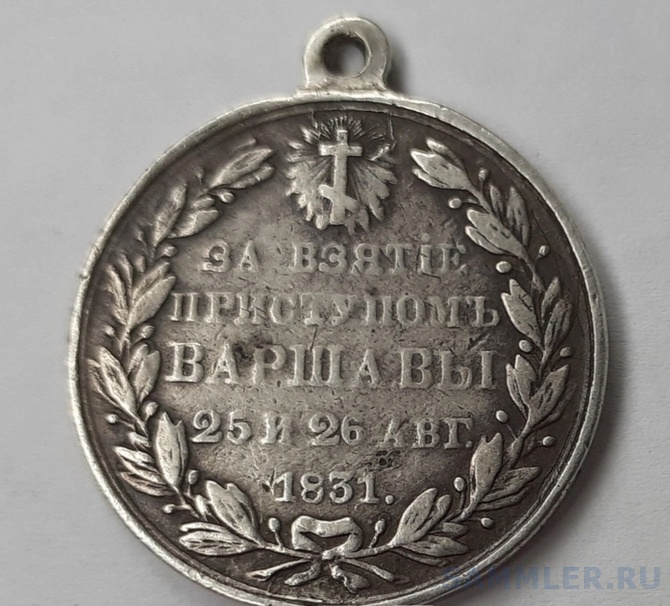 ЗА ВЗЯТІЕ
ПРИСТУПОМЪ
ВАРШАВЫ
25 И 26 АВГ.
1831.
SAMMLER.RU